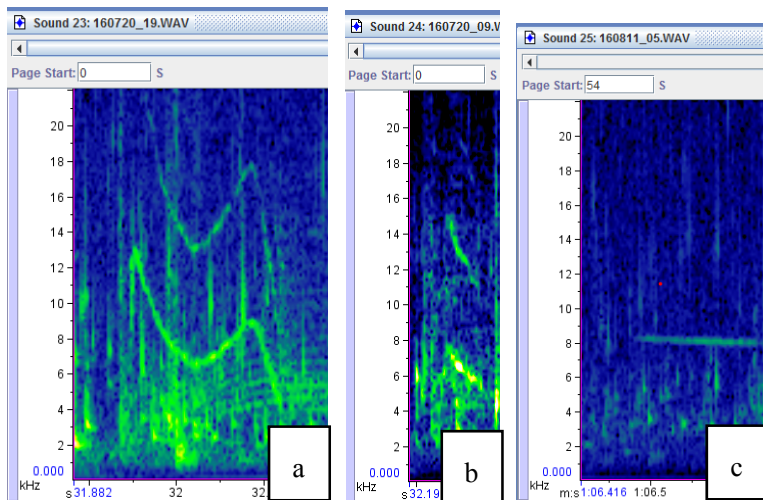 Sound 23: 160720_19.WAV
Page Start: 0 S
20
18
16
14
12
10
8
6
4
2
0.000
kHz
s 31.882 32 32.
a
Sound 24: 160720_09.W
Page Start: 0 S
20
18
16
14
12
10
8
6
4
2
0.000
kHz
s 32.19
b
Sound 25: 160811_05.WAV
Page Start: 54 S
20
18
16
14
12
10
8
6
4
2
0.000
kHz
m:s 1:06.416 1:06.5
c